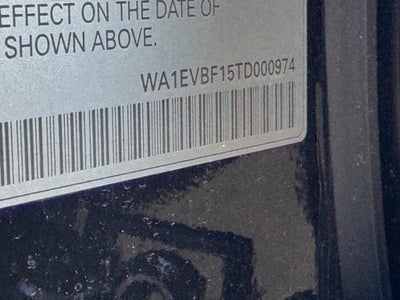 EFFECT ON THE DATE OF
SHOWN ABOVE.
WA1EVBF15TD000974